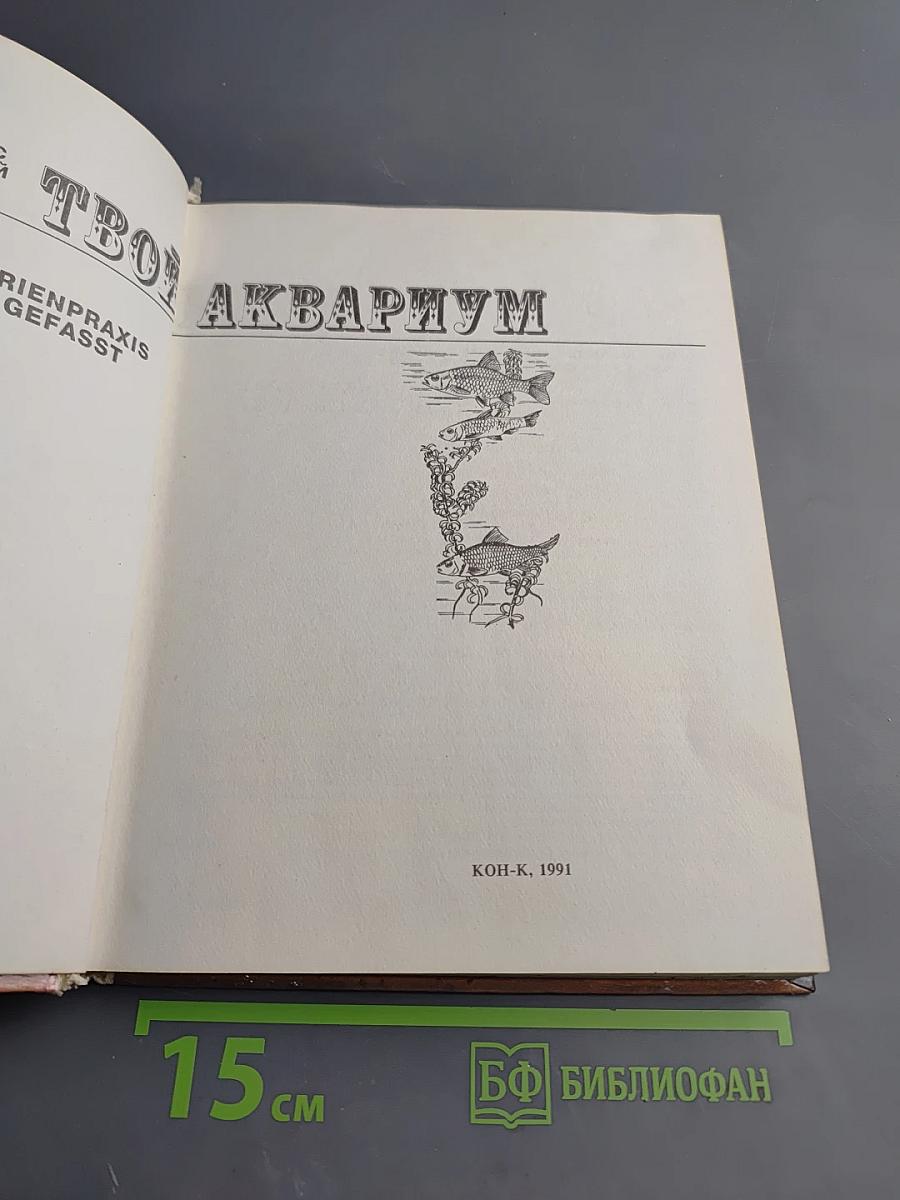 ТВОЙ АКВАРИУМ
RIENPRAXIS
GEFASST
КОН-К, 1991
15 см
БФ БИБЛИОФАН